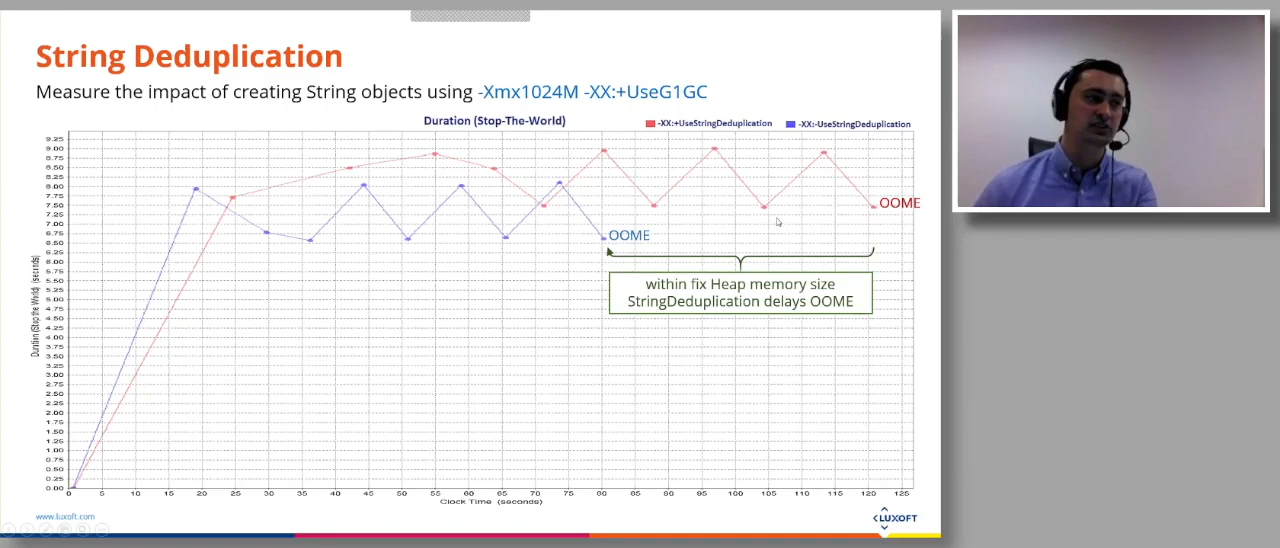 String Deduplication
Measure the impact of creating String objects using -Xmx1024M -XX:+UseG1GC
Duration (Stop-The-World)
-XX:+UseStringDeduplication
-XX:-UseStringDeduplication
9.25
9.00
8.75
8.50
8.25
8.00
7.75
7.50
7.25
7.00
6.75
6.50
6.25
6.00
5.75
5.50
5.25
5.00
4.75
4.50
4.25
4.00
3.75
3.50
3.25
3.00
2.75
2.50
2.25
2.00
1.75
1.50
1.25
1.00
0.75
0.50
0.25
0.00
Duration (Stop the World) (seconds)
OOME
OOME
within fix Heap memory size
StringDeduplication delays OOME
0 5 10 15 20 25 30 35 40 45 50 55 60 65 70 75 80 85 90 95 100 105 110 115 120 125
Clock Time (seconds)
www.luxoft.com
LUXOFT